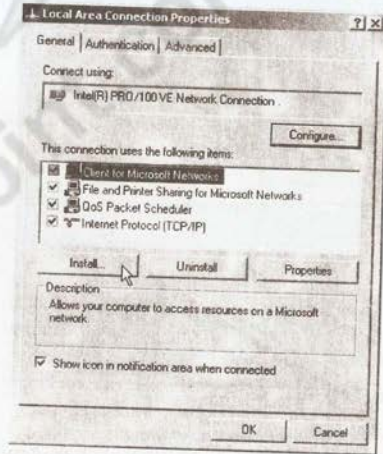 Local Area Connection Properties
General Authentication Advanced
Connect using:
Intel(R) PRO/100 VE Network Connection
Configure...
This connection uses the following items:
Client for Microsoft Networks
File and Printer Sharing for Microsoft Networks
QoS Packet Scheduler
Internet Protocol (TCP/IP)
Install... Uninstall Properties
Description
Allows your computer to access resources on a Microsoft
network.
Show icon in notification area when connected
OK Cancel